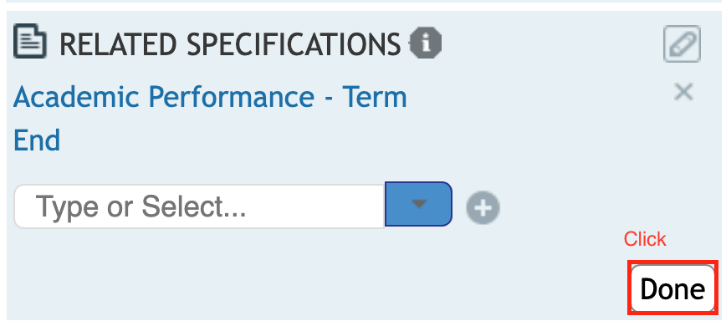 RELATED SPECIFICATIONS
Academic Performance - Term
End
Type or Select...
Click
Done